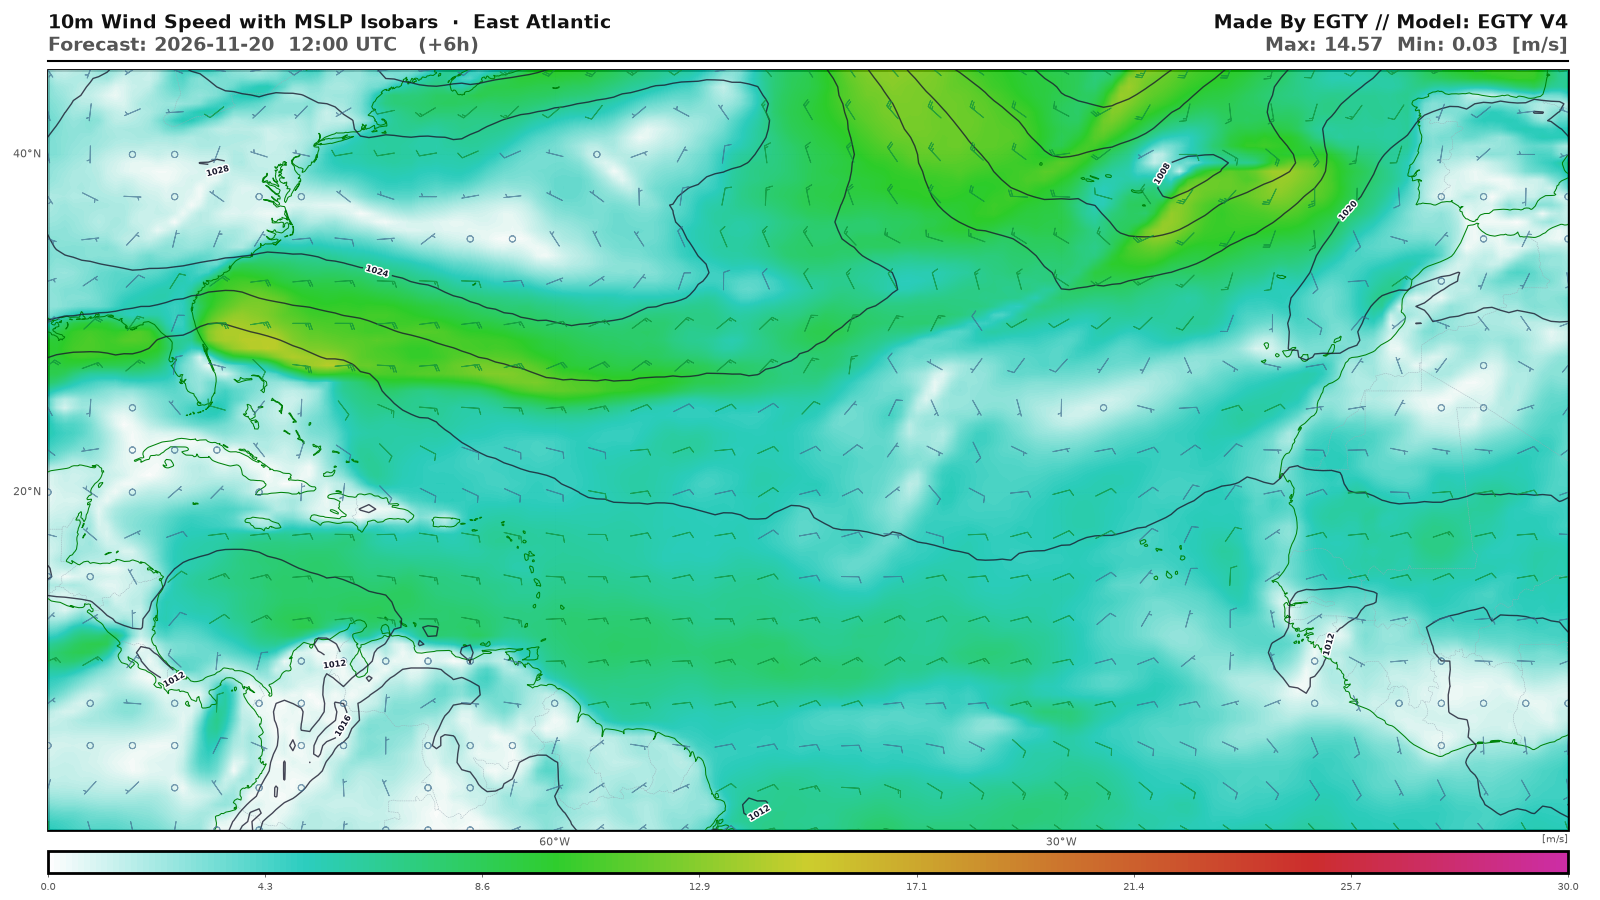 10m Wind Speed with MSLP Isobars · East Atlantic
Made By EGTY // Model: EGTY V4
Forecast: 2026-11-20 12:00 UTC (+6h)
Max: 14.57 Min: 0.03 [m/s]
40°N
1028
1008
1020
1024
20°N
1012
1012
1012
1016
1012
60°W
30°W
[m/s]
0.0
4.3
8.6
12.9
17.1
21.4
25.7
30.0